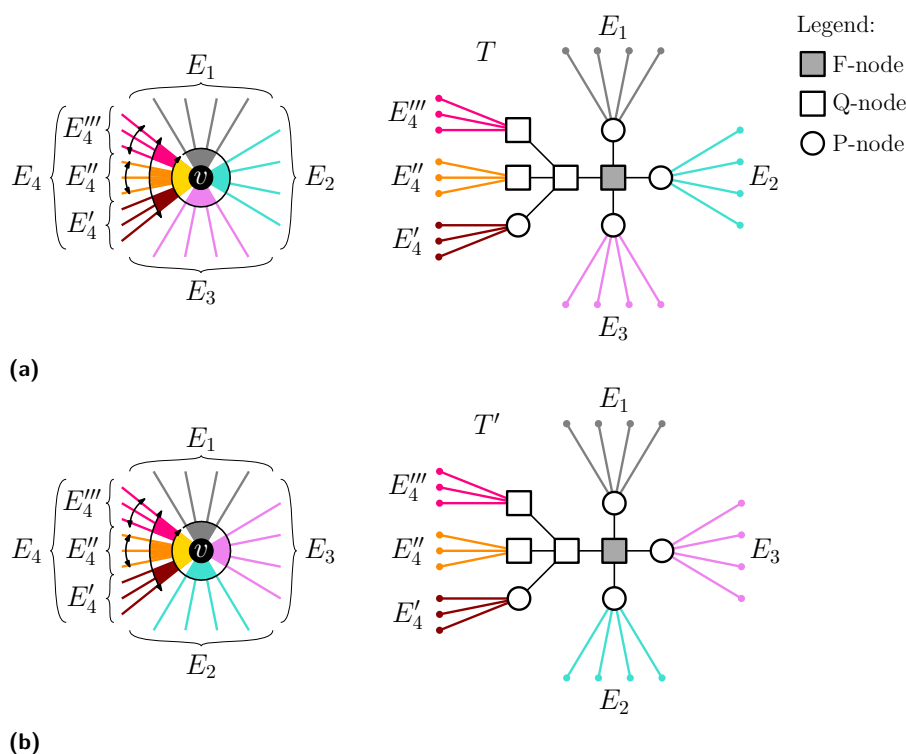 E₁
T
E₁
Legend:
F-node
Q-node
P-node
E₄‴
E₄″
E₄′
E₄
v
E₂
E₃
E₄‴
E₄″
E₄′
E₂
E₃
(a)
E₁
T′
E₁
E₄‴
E₄″
E₄′
E₄
v
E₃
E₂
E₄‴
E₄″
E₄′
E₃
E₂
(b)